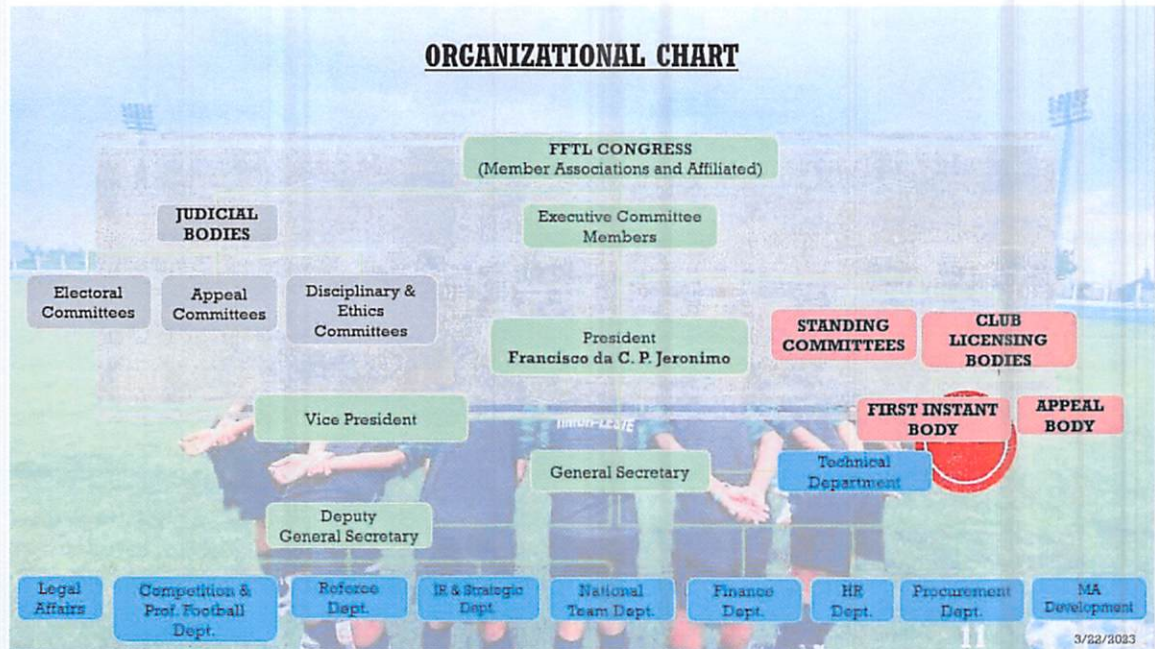 ORGANIZATIONAL CHART
FFTL CONGRESS
(Member Associations and Affiliated)
JUDICIAL
BODIES
Executive Committee
Members
Electoral
Committees
Appeal
Committees
Disciplinary &
Ethics
Committees
President
Francisco da C. P. Jeronimo
STANDING
COMMITTEES
CLUB
LICENSING
BODIES
Vice President
TIMOR-LESTE
FIRST INSTANT
BODY
APPEAL
BODY
General Secretary
Technical
Department
Deputy
General Secretary
Legal
Affairs
Competition &
Prof. Football
Dept.
Referee
Dept.
IR & Strategic
Dept.
National
Team Dept.
Finance
Dept.
HR
Dept.
Procurement
Dept.
MA
Development
11
3/22/2023